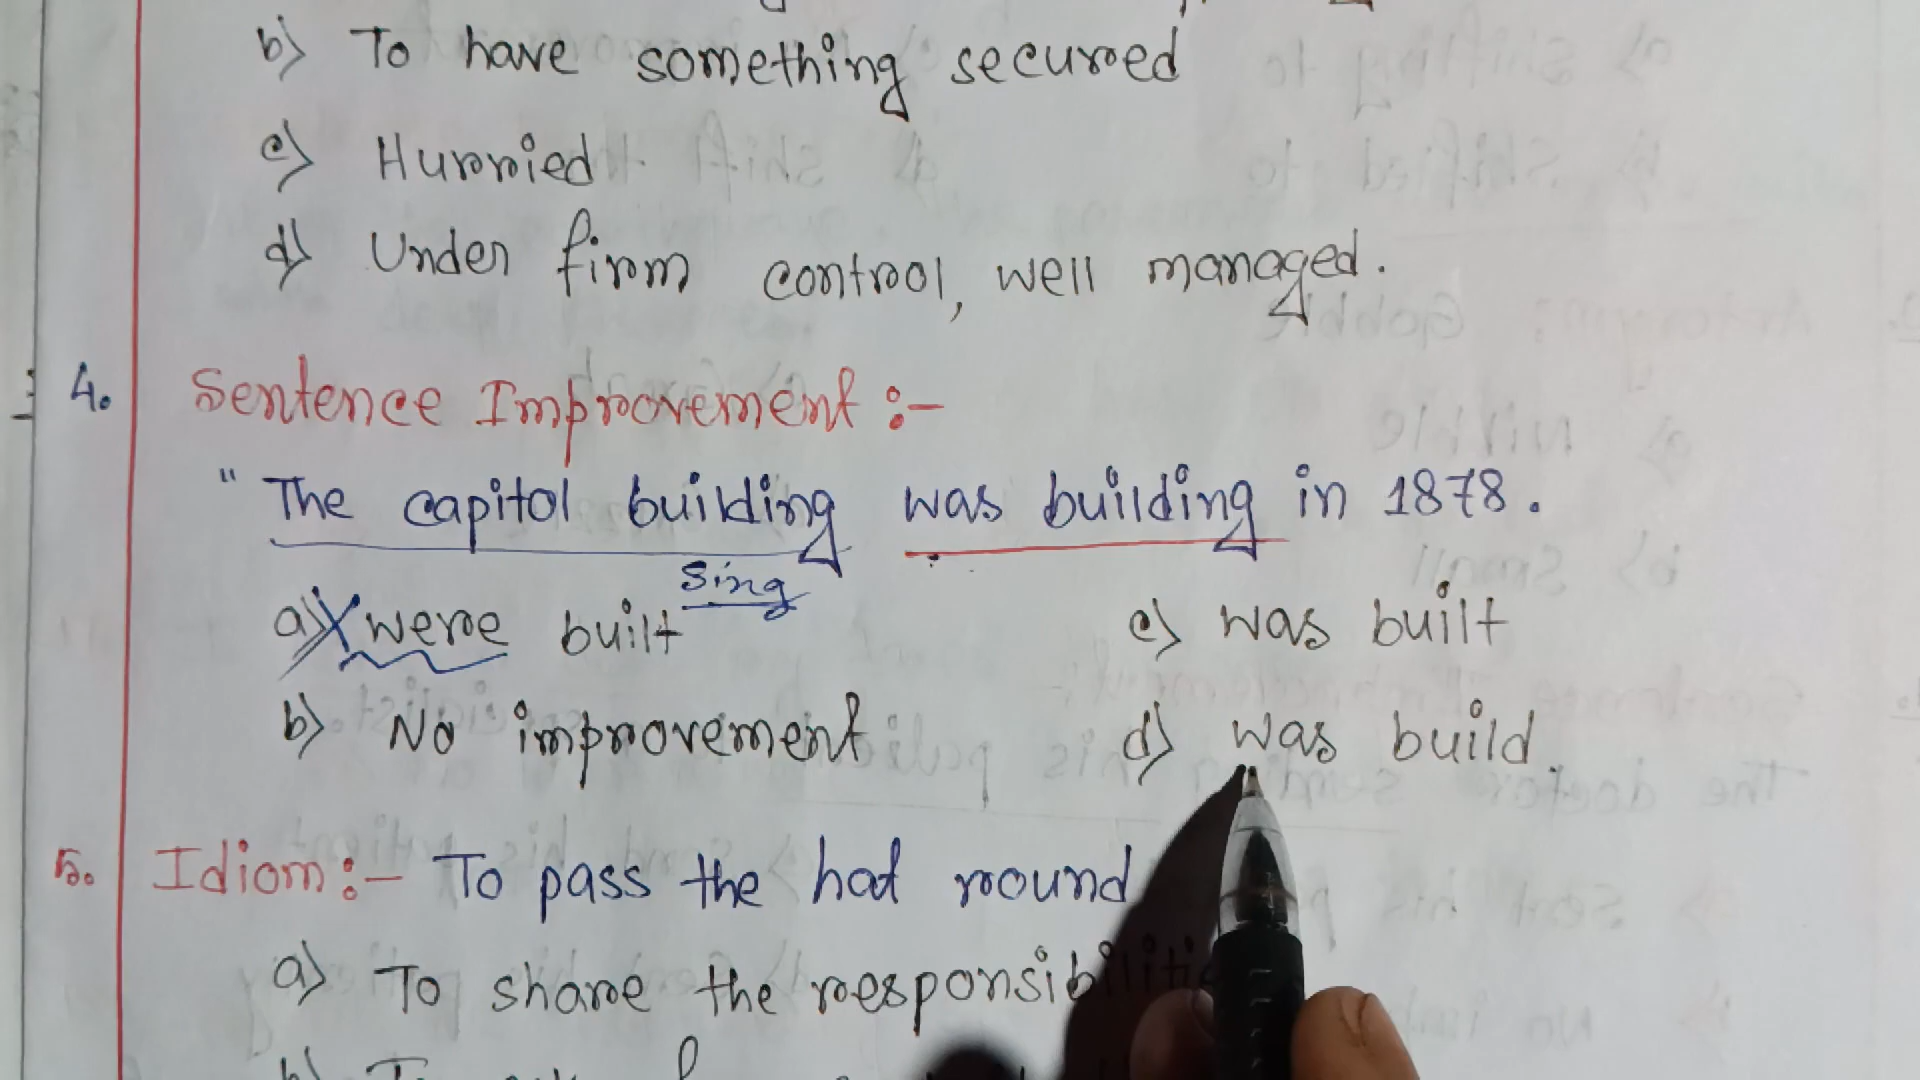 b) To have something secured
c) Hurried
d) Under firm control, well managed.
4. Sentence Improvement :-
" The capitol building was building in 1878.
Sing
a) were built
c) was built
b) No improvement
d) was build.
5. Idiom :- To pass the hat round
a) To share the